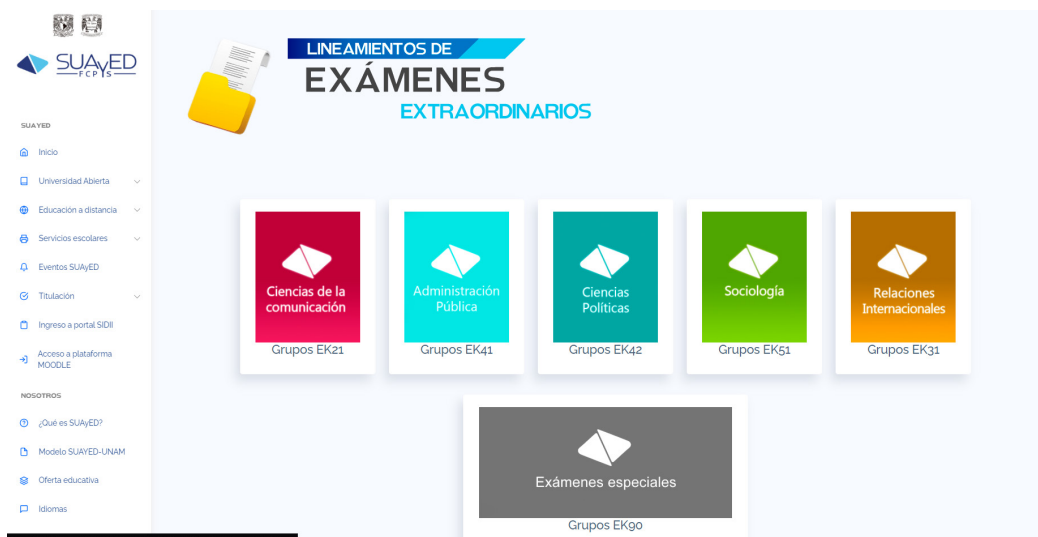 SUAyED
FCPyS
SUAYED
Inicio
Universidad Abierta
Educación a distancia
Servicios escolares
Eventos SUAyED
Titulación
Ingreso a portal SIDII
Acceso a plataforma
MOODLE
NOSOTROS
¿Qué es SUAyED?
Modelo SUAYED-UNAM
Oferta educativa
Idiomas
LINEAMIENTOS DE
EXÁMENES
EXTRAORDINARIOS
Ciencias de la
comunicación
Grupos EK21
Administración
Pública
Grupos EK41
Ciencias
Políticas
Grupos EK42
Sociología
Grupos EK51
Relaciones
Internacionales
Grupos EK31
Exámenes especiales
Grupos EK90